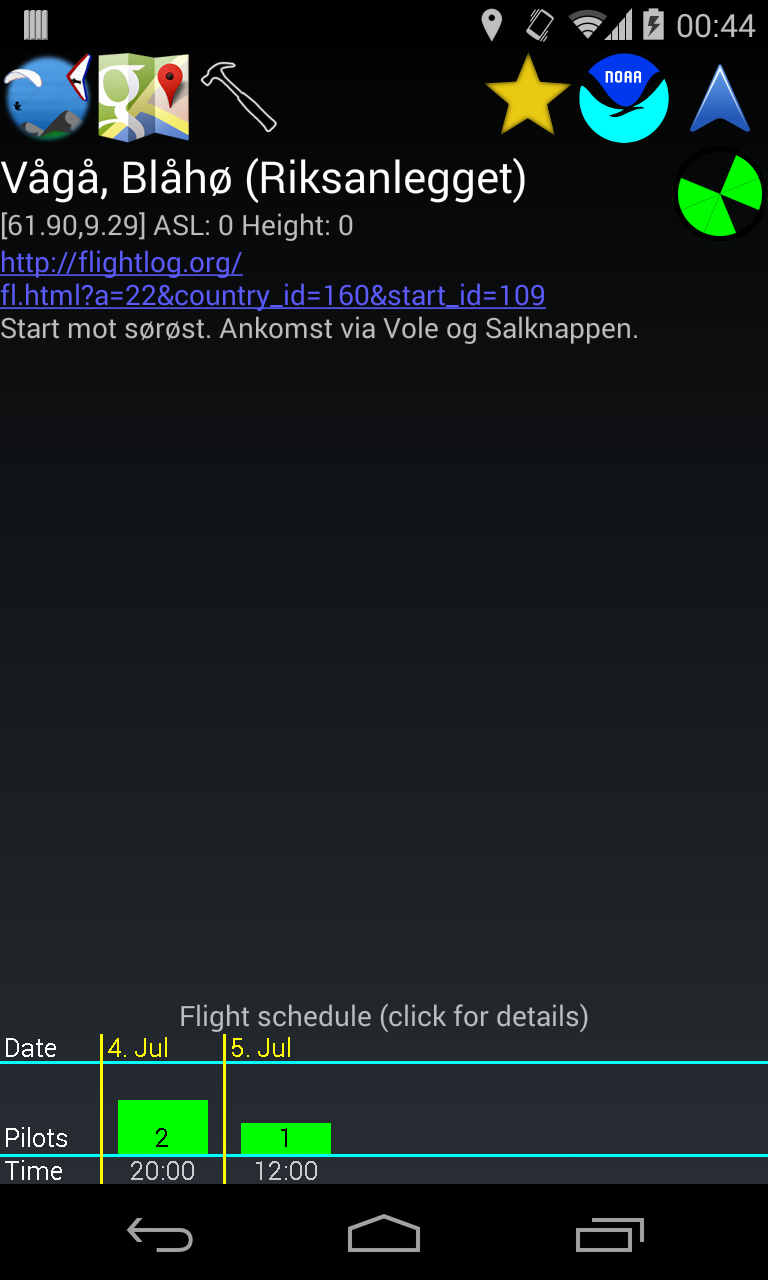 00:44
NOAA
Vågå, Blåhø (Riksanlegget)
[61.90,9.29] ASL: 0 Height: 0
http://flightlog.org/
fl.html?a=22&country_id=160&start_id=109
Start mot sørøst. Ankomst via Vole og Salknappen.
Flight schedule (click for details)
Date 4. Jul 5. Jul
Pilots 2 1
Time 20:00 12:00